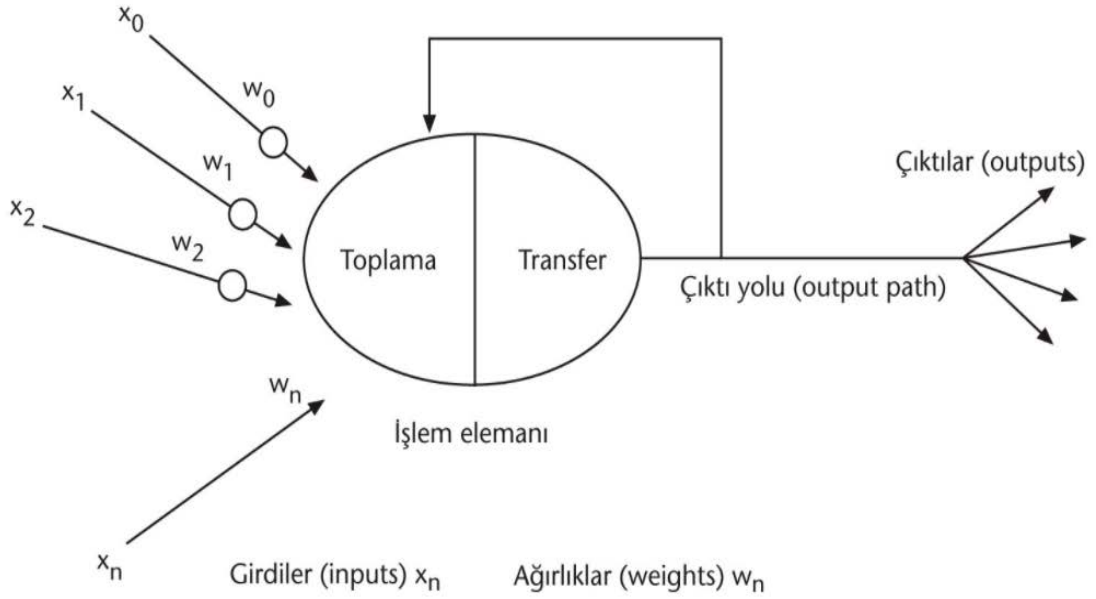 x0
w0
x1
w1
x2
w2
Toplama
Transfer
Çıktılar (outputs)
Çıktı yolu (output path)
wn
İşlem elemanı
xn
Girdiler (inputs) xn
Ağırlıklar (weights) wn